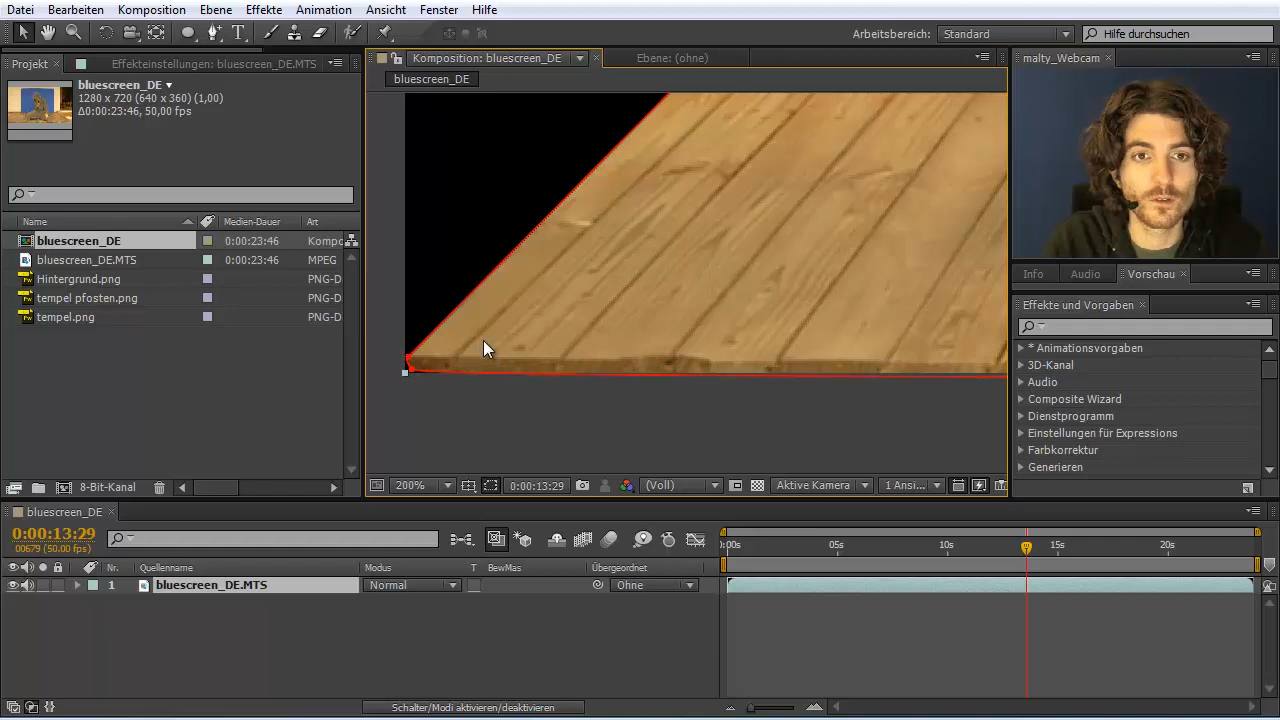 Datei Bearbeiten Komposition Ebene Effekte Animation Ansicht Fenster Hilfe
Arbeitsbereich: Standard Hilfe durchsuchen
Projekt Effekteinstellungen: bluescreen_DE.MTS Komposition: bluescreen_DE Ebene: (ohne) malty_Webcam
bluescreen_DE
bluescreen_DE
1280 x 720 (640 x 360) (1,00)
Δ0:00:23:46, 50,00 fps
Name Medien-Dauer Art
bluescreen_DE 0:00:23:46 Kompo
bluescreen_DE.MTS 0:00:23:46 MPEG
Hintergrund.png PNG-D
tempel pfosten.png PNG-D
tempel.png PNG-D
Info Audio Vorschau
Effekte und Vorgaben
* Animationsvorgaben
3D-Kanal
Audio
Composite Wizard
Dienstprogramm
Einstellungen für Expressions
Farbkorrektur
Generieren
8-Bit-Kanal 200% 0:00:13:29 (Voll) Aktive Kamera 1 Ansi...
bluescreen_DE
0:00:13:29
00679 (50.00 fps)
0:00s 05s 10s 15s 20s
Nr. Quellenname Modus T BewMas Übergeordnet
1 bluescreen_DE.MTS Normal Ohne
Schalter/Modi aktivieren/deaktivieren